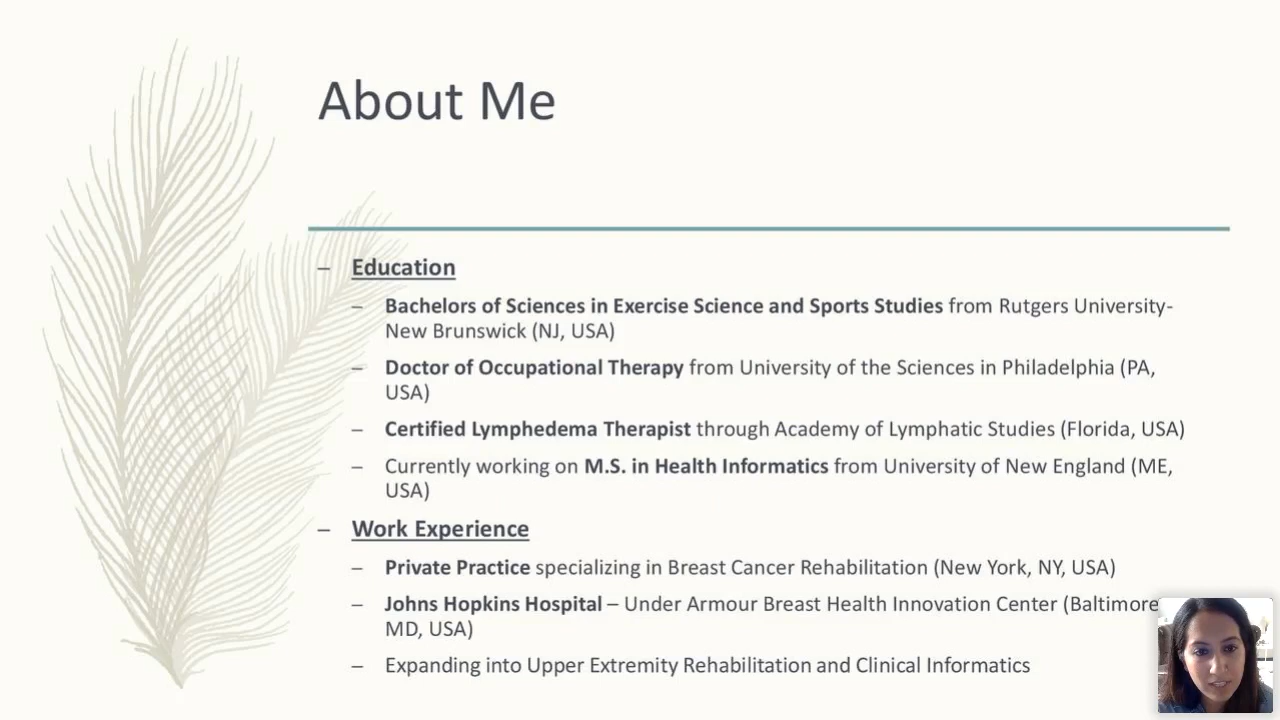 About Me
– Education
– Bachelors of Sciences in Exercise Science and Sports Studies from Rutgers University-
New Brunswick (NJ, USA)
– Doctor of Occupational Therapy from University of the Sciences in Philadelphia (PA,
USA)
– Certified Lymphedema Therapist through Academy of Lymphatic Studies (Florida, USA)
– Currently working on M.S. in Health Informatics from University of New England (ME,
USA)
– Work Experience
– Private Practice specializing in Breast Cancer Rehabilitation (New York, NY, USA)
– Johns Hopkins Hospital – Under Armour Breast Health Innovation Center (Baltimore
MD, USA)
– Expanding into Upper Extremity Rehabilitation and Clinical Informatics